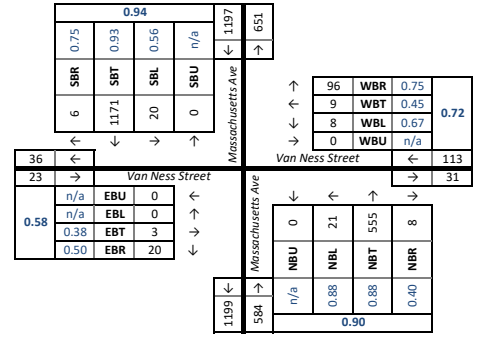 0.94
1197
651
0.75 0.93 0.56 n/a
← ↑
SBR SBT SBL SBU
6 1171 20 0
← ↓ → ↑
Massachusetts Ave
↑ 96 WBR 0.75
← 9 WBT 0.45
↓ 8 WBL 0.67
→ 0 WBU n/a
0.72
36 ←
Van Ness Street
← 113
23 →
Van Ness Street
→ 31
0.58
n/a EBU 0 ←
n/a EBL 0 ↑
0.38 EBT 3 →
0.50 EBR 20 ↓
Massachusetts Ave
↓ ← ↑ →
0 21 555 8
NBU NBL NBT NBR
n/a 0.88 0.88 0.40
0.90
↓ ↑
1199 584